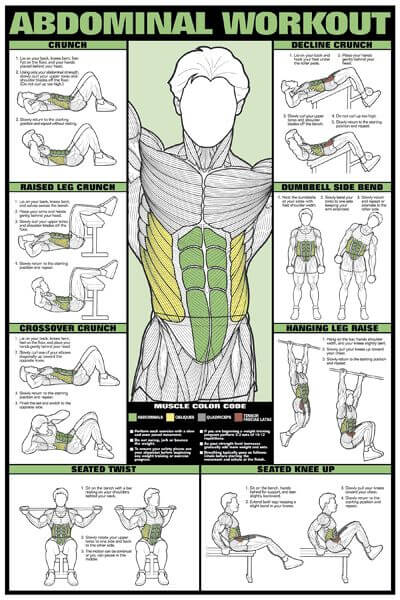 ABDOMINAL WORKOUT
CRUNCH
1. Lie on your back, knees bent, feet
flat on the floor and your hands
placed behind your head.
2. Using only your abdominal strength,
slowly curl your upper torso and
shoulder blades off the floor.
(Do not curl up too high.)
3. Slowly return to the starting
position and repeat without resting.
DECLINE CRUNCH
1. Lie on your back and
hook your feet under
the roller pads.
2. Place your hands
gently behind your
head.
3. Slowly curl your upper
torso and shoulder
blades off the bench.
4. Do not curl up too high.
5. Slowly return to the starting
position and repeat.
RAISED LEG CRUNCH
1. Lie on your back, knees bent,
and calves across the bench.
2. Place your hands
gently behind your head.
3. Slowly curl your upper torso
and shoulder blades off the
floor.
4. Slowly return to the starting
position and repeat.
DUMBELL SIDE BEND
1. Hold the dumbbells
at your sides with
feet shoulder width.
2. Slowly bend your
torso to one side keeping
your arm extended.
3. Slowly return and
repeat or
alternate to the
other side.
CROSSOVER CRUNCH
1. Lie on your back, knees bent,
feet on the floor, and your
hands gently behind your head.
2. Slowly curl one of your elbows
diagonally up toward the
opposite knee.
3. Slowly return to the starting
position and repeat.
4. Finish the set and switch to the
opposite side.
HANGING LEG RAISE
1. Hang on the bar, hands shoulder
width, and your knees slightly bent.
2. Slowly pull your knees up toward
your chest.
3. Slowly return to the starting position
and repeat.
MUSCLE COLOR CODE
ABDOMINALS
OBLIQUES
QUADRICEPS
TENSOR
FASCIAE LATAE
Perform each exercise with a slow
and even paced movement.
Do not swing, jerk or bounce
the weight.
To ensure your safety please see
your physician before beginning
any weight training or exercise
program.
If you are beginning a weight training
program perform 2-3 sets of 10-12
repetitions.
As your strength level increases
gradually add more weight and sets.
Breathing typically goes as follows:
inhale before starting the
movement and exhale at the finish.
SEATED TWIST
1. Sit on the bench with a bar
resting on your shoulders
behind your neck.
2. Slowly rotate your upper
torso to one side and back
to the other.
3. The motion can be continual
or you can pause in the
middle.
SEATED KNEE UP
1. Sit on the bench, hands
behind for support, and lean
slightly backward.
2. Extend both legs keeping a
slight bend in your knees.
3. Slowly pull your knees
toward your chest.
4. Slowly return to the
starting position
and repeat.